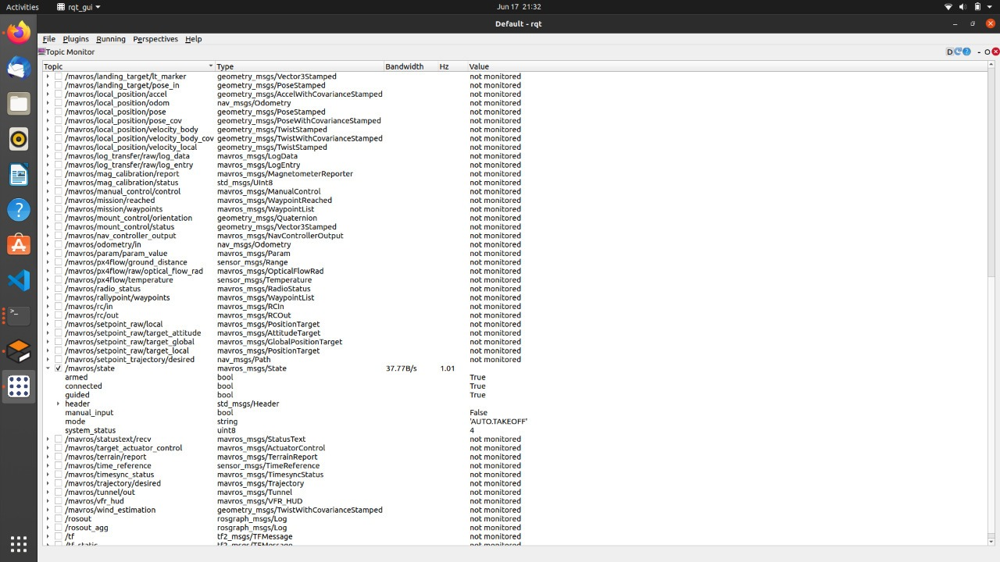 Activities rqt_gui Jun 17 21:32
Default - rqt
File Plugins Running Perspectives Help
Topic Monitor D ? - O
Topic Type Bandwidth Hz Value
/mavros/landing_target/lt_marker geometry_msgs/Vector3Stamped not monitored
/mavros/landing_target/pose_in geometry_msgs/PoseStamped not monitored
/mavros/local_position/accel geometry_msgs/AccelWithCovarianceStamped not monitored
/mavros/local_position/odom nav_msgs/Odometry not monitored
/mavros/local_position/pose geometry_msgs/PoseStamped not monitored
/mavros/local_position/pose_cov geometry_msgs/PoseWithCovarianceStamped not monitored
/mavros/local_position/velocity_body geometry_msgs/TwistStamped not monitored
/mavros/local_position/velocity_body_cov geometry_msgs/TwistWithCovarianceStamped not monitored
/mavros/local_position/velocity_local geometry_msgs/TwistStamped not monitored
/mavros/log_transfer/raw/log_data mavros_msgs/LogData not monitored
/mavros/log_transfer/raw/log_entry mavros_msgs/LogEntry not monitored
/mavros/mag_calibration/report mavros_msgs/MagnetometerReporter not monitored
/mavros/mag_calibration/status std_msgs/UInt8 not monitored
/mavros/manual_control/control mavros_msgs/ManualControl not monitored
/mavros/mission/reached mavros_msgs/WaypointReached not monitored
/mavros/mission/waypoints mavros_msgs/WaypointList not monitored
/mavros/mount_control/orientation geometry_msgs/Quaternion not monitored
/mavros/mount_control/status geometry_msgs/Vector3Stamped not monitored
/mavros/nav_controller_output mavros_msgs/NavControllerOutput not monitored
/mavros/odometry/in nav_msgs/Odometry not monitored
/mavros/param/param_value mavros_msgs/Param not monitored
/mavros/px4flow/ground_distance sensor_msgs/Range not monitored
/mavros/px4flow/raw/optical_flow_rad mavros_msgs/OpticalFlowRad not monitored
/mavros/px4flow/temperature sensor_msgs/Temperature not monitored
/mavros/radio_status mavros_msgs/RadioStatus not monitored
/mavros/rallypoint/waypoints mavros_msgs/WaypointList not monitored
/mavros/rc/in mavros_msgs/RCIn not monitored
/mavros/rc/out mavros_msgs/RCOut not monitored
/mavros/setpoint_raw/local mavros_msgs/PositionTarget not monitored
/mavros/setpoint_raw/target_attitude mavros_msgs/AttitudeTarget not monitored
/mavros/setpoint_raw/target_global mavros_msgs/GlobalPositionTarget not monitored
/mavros/setpoint_raw/target_local mavros_msgs/PositionTarget not monitored
/mavros/setpoint_trajectory/desired nav_msgs/Path not monitored
/mavros/state mavros_msgs/State 37.77B/s 1.01
armed bool True
connected bool True
guided bool True
header std_msgs/Header
manual_input bool False
mode string 'AUTO.TAKEOFF'
system_status uint8 4
/mavros/statustext/recv mavros_msgs/StatusText not monitored
/mavros/target_actuator_control mavros_msgs/ActuatorControl not monitored
/mavros/terrain/report mavros_msgs/TerrainReport not monitored
/mavros/time_reference sensor_msgs/TimeReference not monitored
/mavros/timesync_status mavros_msgs/TimesyncStatus not monitored
/mavros/trajectory/desired mavros_msgs/Trajectory not monitored
/mavros/tunnel/out mavros_msgs/Tunnel not monitored
/mavros/vfr_hud mavros_msgs/VFR_HUD not monitored
/mavros/wind_estimation geometry_msgs/TwistWithCovarianceStamped not monitored
/rosout rosgraph_msgs/Log not monitored
/rosout_agg rosgraph_msgs/Log not monitored
/tf tf2_msgs/TFMessage not monitored
/tf_static tf2_msgs/TFMessage not monitored